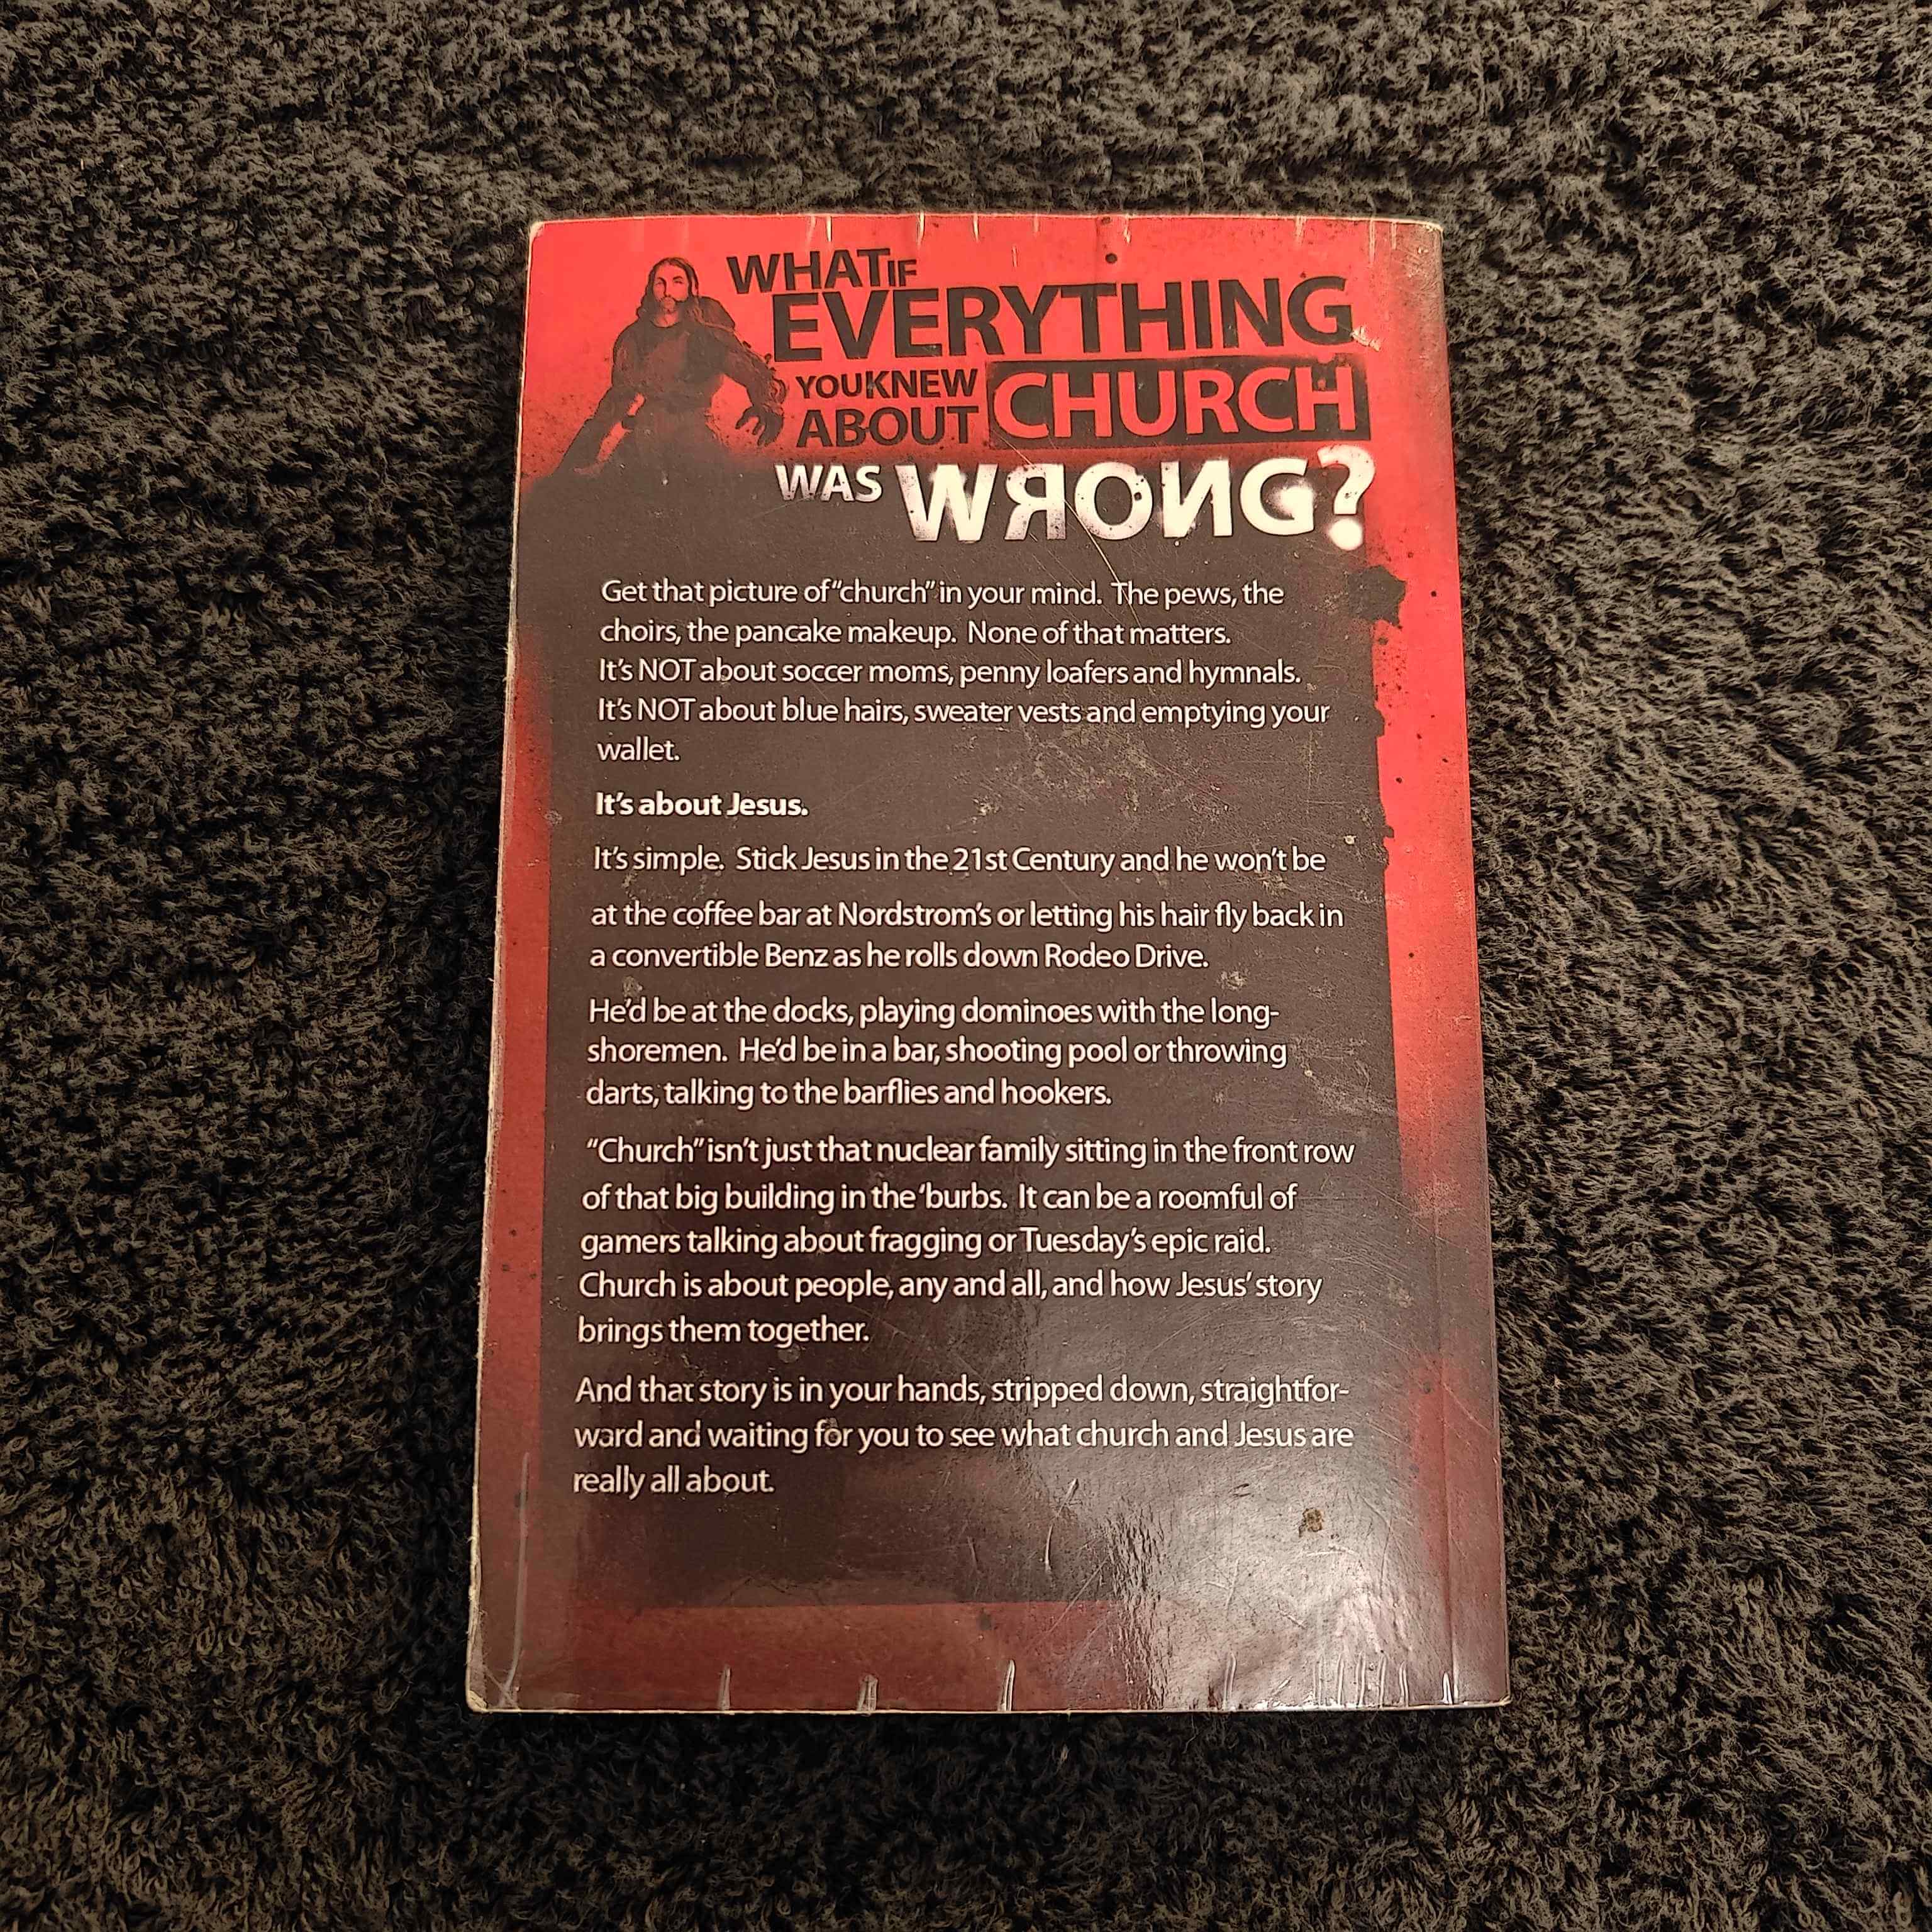 WHAT IF
EVERYTHING
YOU KNEW
ABOUT CHURCH
WAS WЯOИG?
Get that picture of "church" in your mind. The pews, the
choirs, the pancake makeup. None of that matters.
It's NOT about soccer moms, penny loafers and hymnals.
It's NOT about blue hairs, sweater vests and emptying your
wallet.
It's about Jesus.
It's simple. Stick Jesus in the 21st Century and he won't be
at the coffee bar at Nordstrom's or letting his hair fly back in
a convertible Benz as he rolls down Rodeo Drive.
He'd be at the docks, playing dominoes with the long-
shoremen. He'd be in a bar, shooting pool or throwing
darts, talking to the barflies and hookers.
"Church" isn't just that nuclear family sitting in the front row
of that big building in the 'burbs. It can be a roomful of
gamers talking about fragging or Tuesday's epic raid.
Church is about people, any and all, and how Jesus' story
brings them together.
And that story is in your hands, stripped down, straightfor-
ward and waiting for you to see what church and Jesus are
really all about.